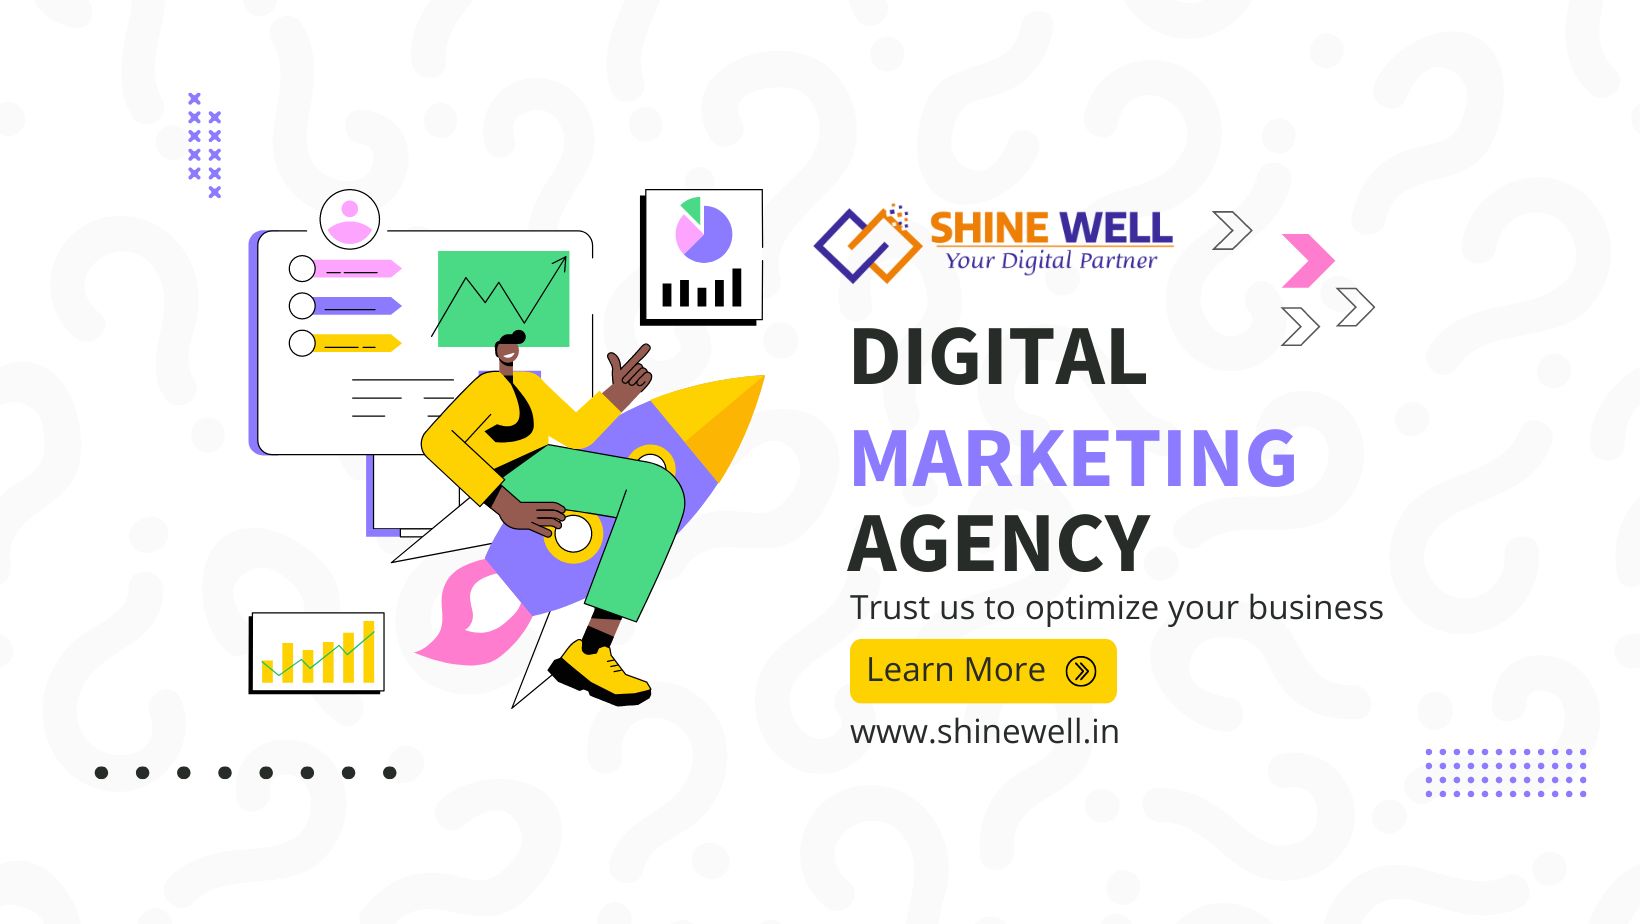 SHINE WELL
Your Digital Partner
DIGITAL
MARKETING
AGENCY
Trust us to optimize your business
Learn More
www.shinewell.in